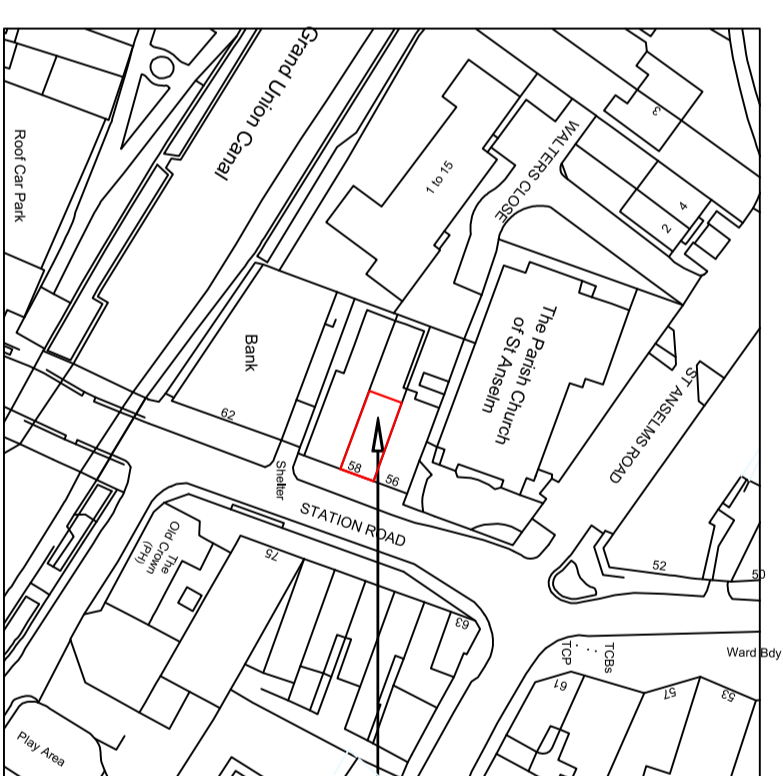 Grand Union Canal
Roof Car Park
WALTERS CLOSE
3
1 to 15
4
2
The Parish Church
of St Anselm
Bank
ST ANSELMS ROAD
62
58
56
Shelter
STATION ROAD
The
Old Crown
(PH)
75
63
52
50
TCP
TCBs
Ward Bdy
61
57
53
Play Area